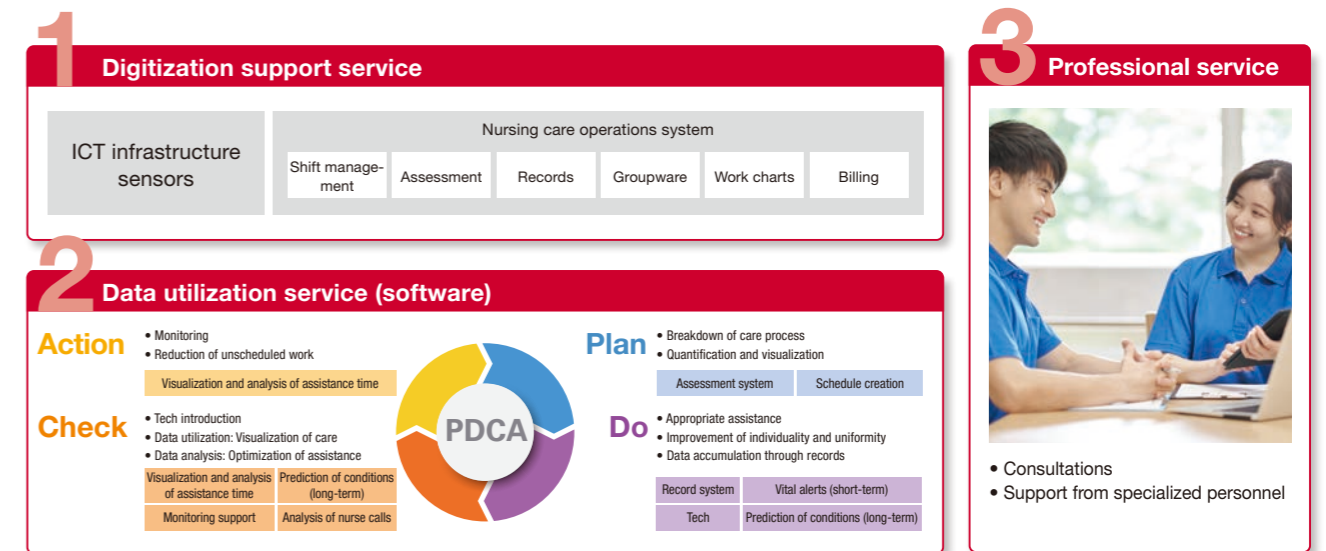 1
Digitization support service
ICT infrastructure
sensors
Nursing care operations system
Shift manage-
ment
Assessment
Records
Groupware
Work charts
Billing
2
Data utilization service (software)
Action
• Monitoring
• Reduction of unscheduled work
Visualization and analysis of assistance time
Check
• Tech introduction
• Data utilization: Visualization of care
• Data analysis: Optimization of assistance
Visualization and analysis
of assistance time
Prediction of conditions
(long-term)
Monitoring support
Analysis of nurse calls
PDCA
Plan
• Breakdown of care process
• Quantification and visualization
Assessment system
Schedule creation
Do
• Appropriate assistance
• Improvement of individuality and uniformity
• Data accumulation through records
Record system
Vital alerts (short-term)
Tech
Prediction of conditions (long-term)
3
Professional service
• Consultations
• Support from specialized personnel